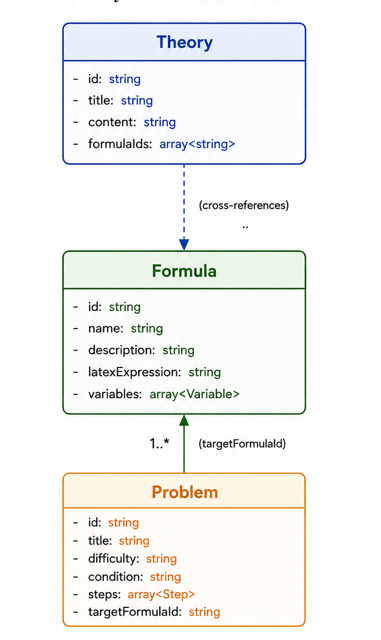 Theory
- id: string
- title: string
- content: string
- formulaIds: array<string>
(cross-references)
..
Formula
- id: string
- name: string
- description: string
- latexExpression: string
- variables: array<Variable>
1..* (targetFormulaId)
Problem
- id: string
- title: string
- difficulty: string
- condition: string
- steps: array<Step>
- targetFormulaId: string